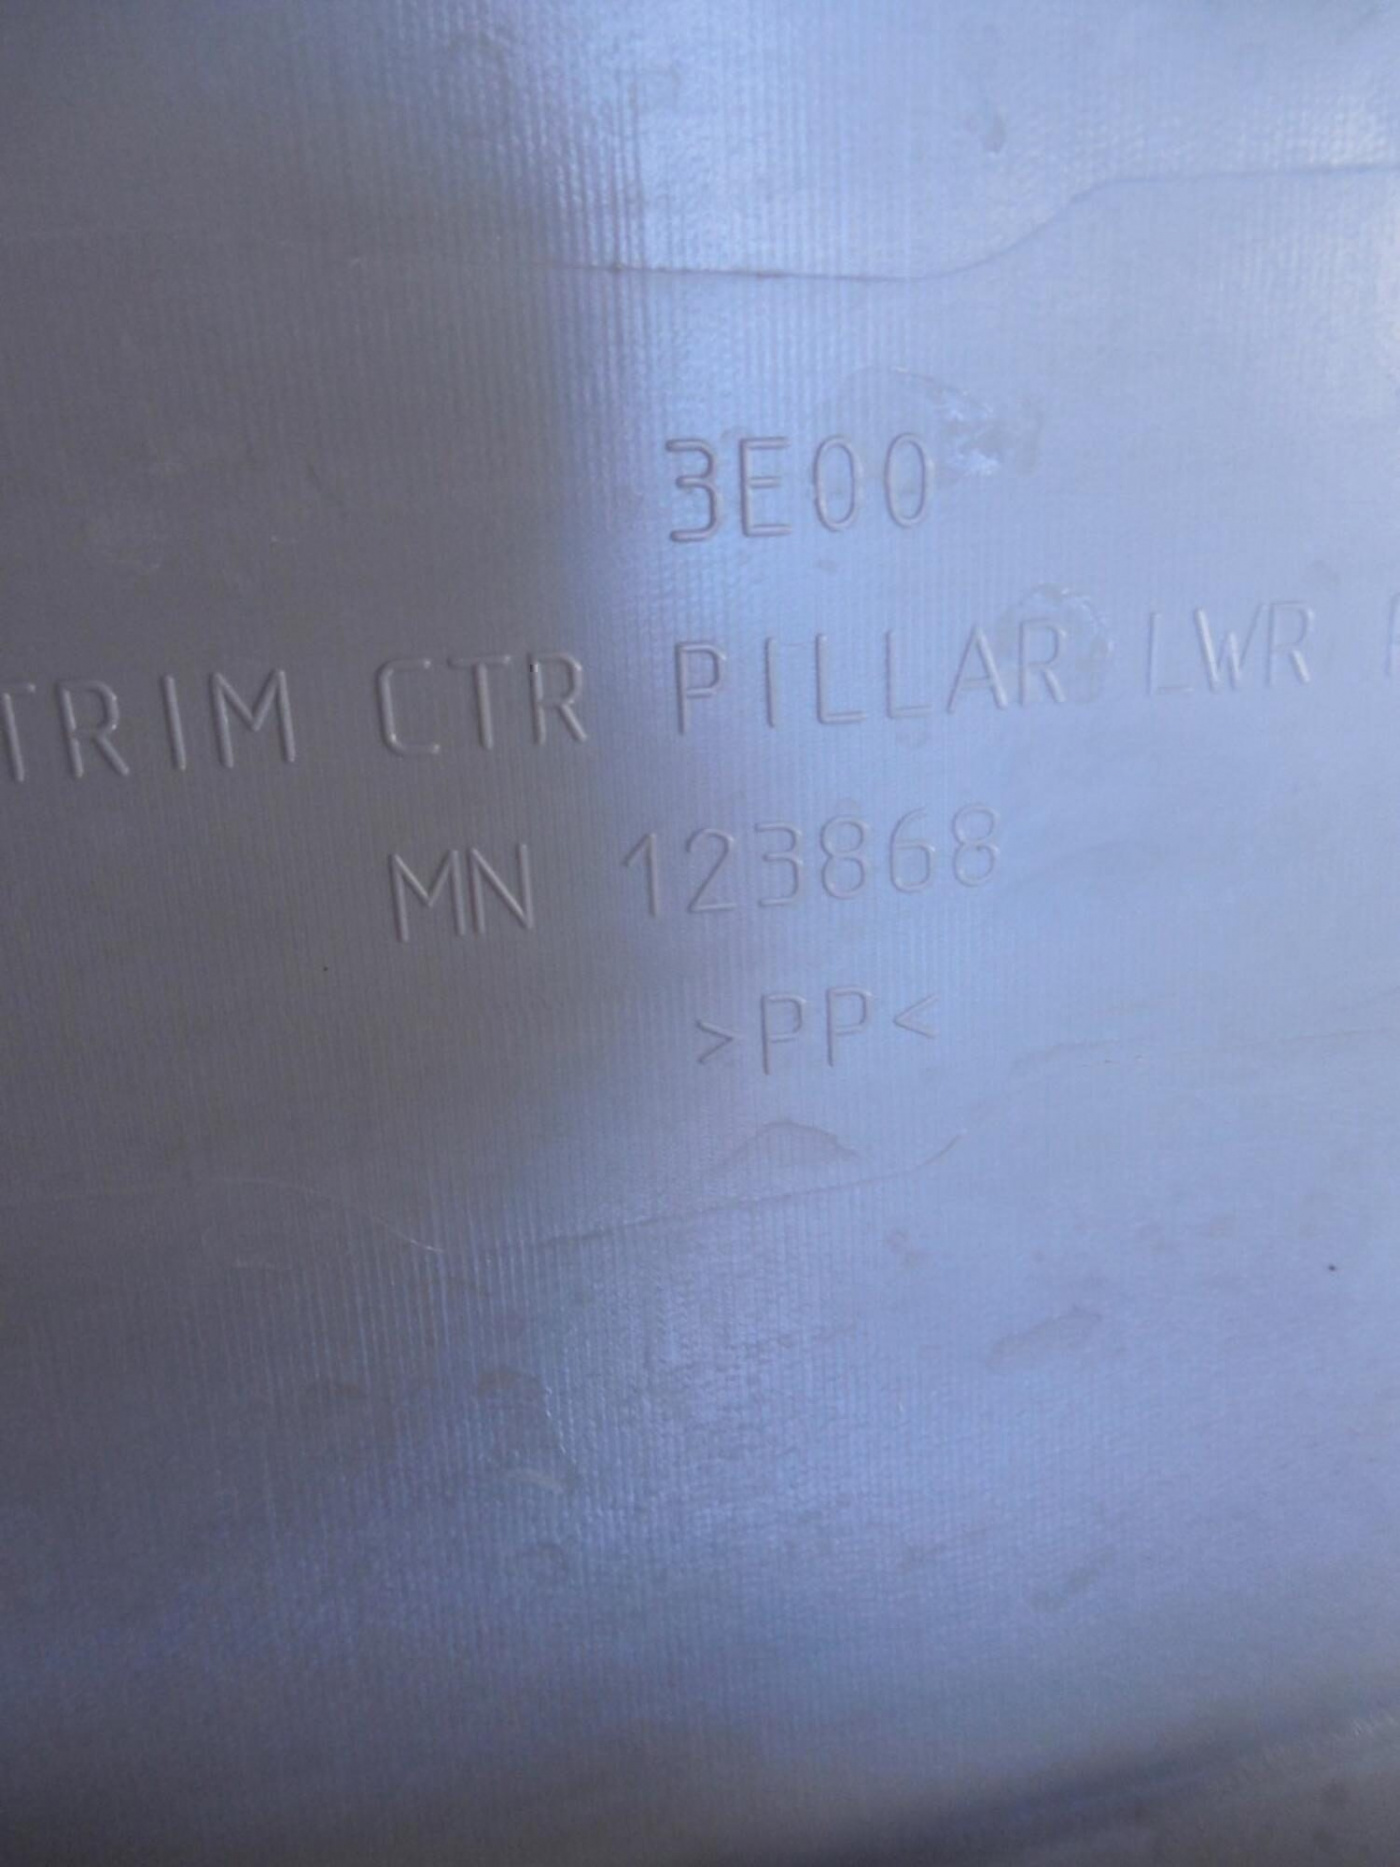 3E00
TRIM CTR PILLAR LWR
MN 123868
>PP<